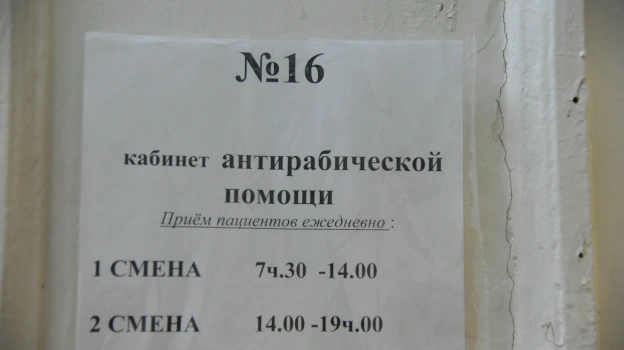 №16
кабинет антирабической
помощи
Приём пациентов ежедневно :
1 СМЕНА 7ч.30 -14.00
2 СМЕНА 14.00 -19ч.00